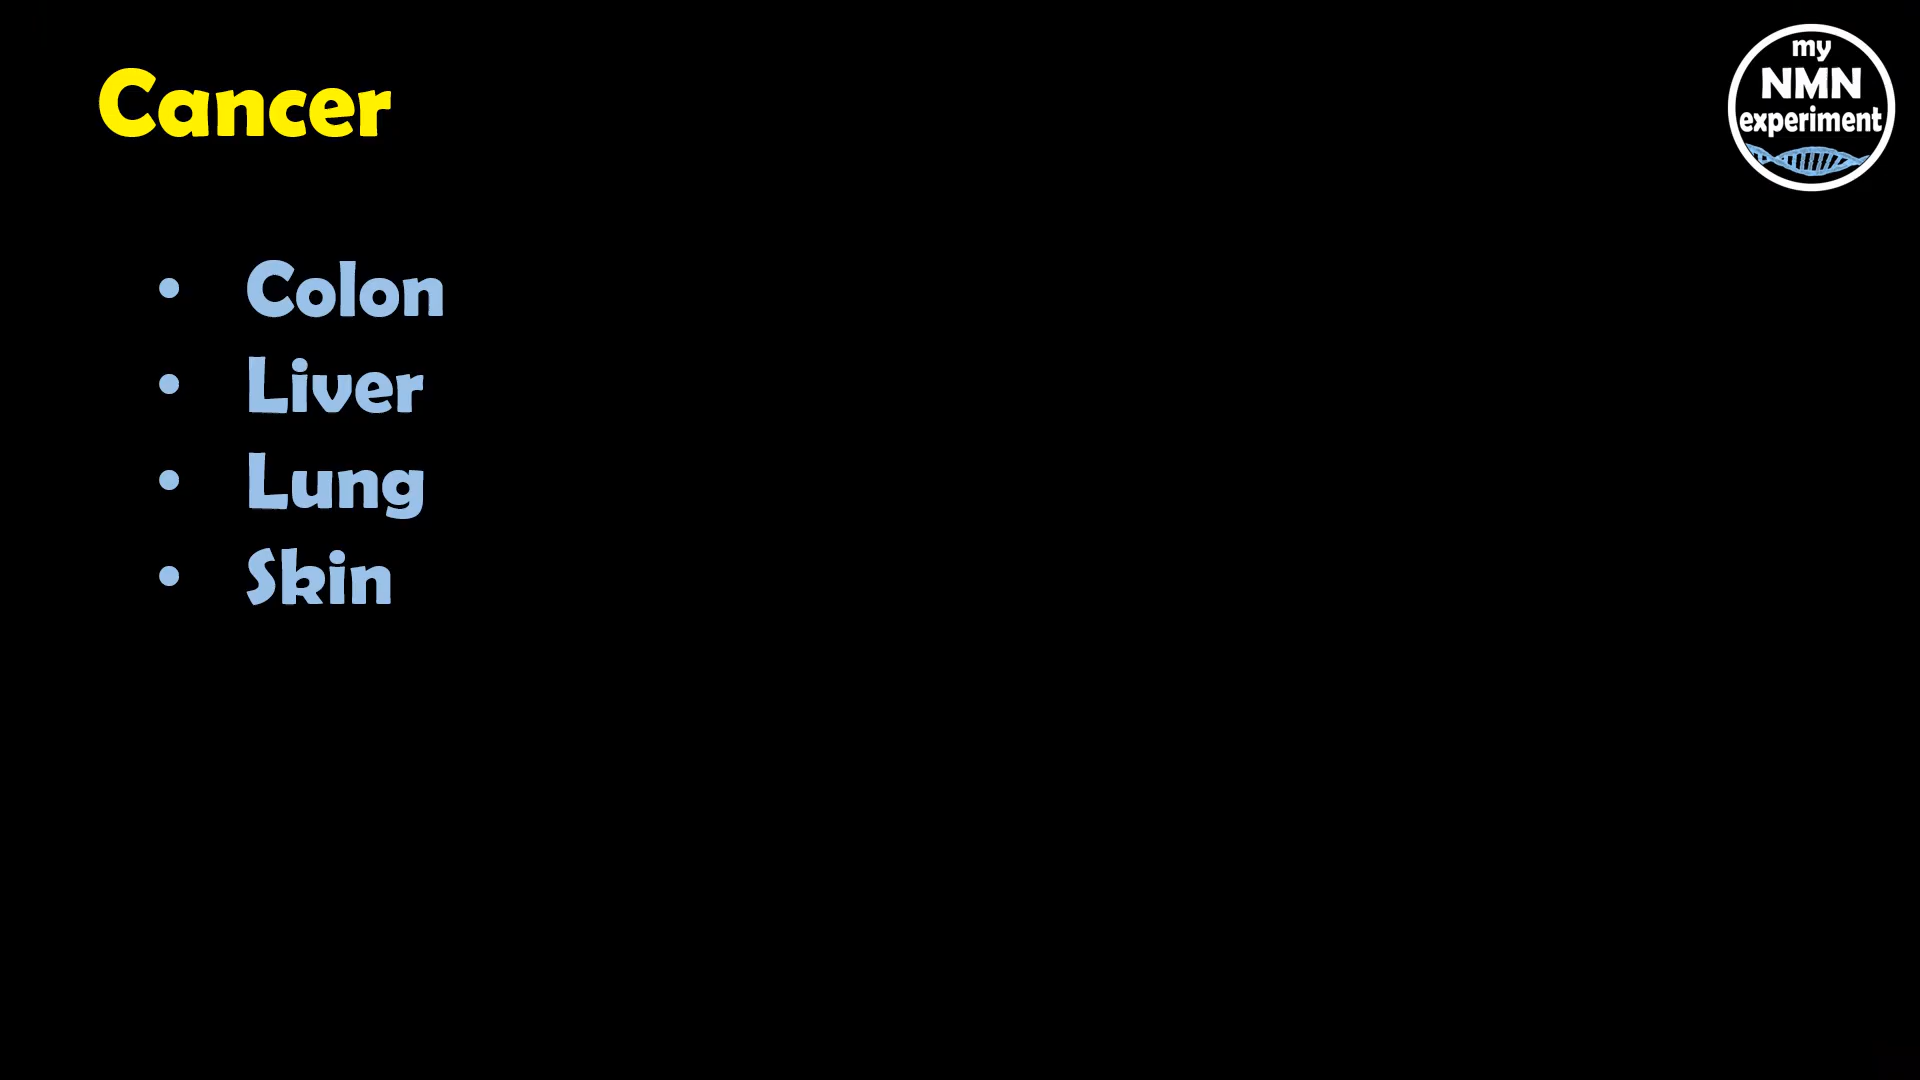 Cancer
my
NMN
experiment
• Colon
• Liver
• Lung
• Skin